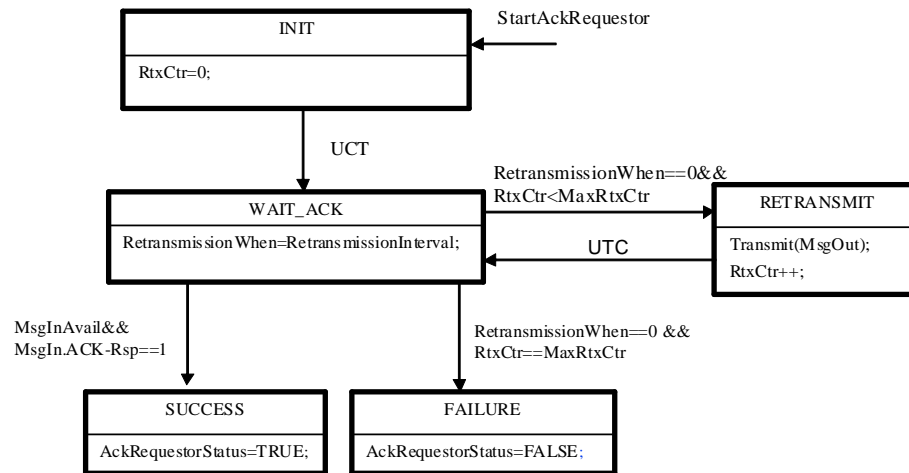 StartAckRequestor
INIT
RtxCtr=0;
UCT
RetransmissionWhen==0&&
RtxCtr<MaxRtxCtr
WAIT_ACK
RetransmissionWhen=RetransmissionInterval;
RETRANSMIT
Transmit(MsgOut);
RtxCtr++;
UTC
MsgInAvail&&
MsgIn.ACK-Rsp==1
RetransmissionWhen==0 &&
RtxCtr==MaxRtxCtr
SUCCESS
AckRequestorStatus=TRUE;
FAILURE
AckRequestorStatus=FALSE;